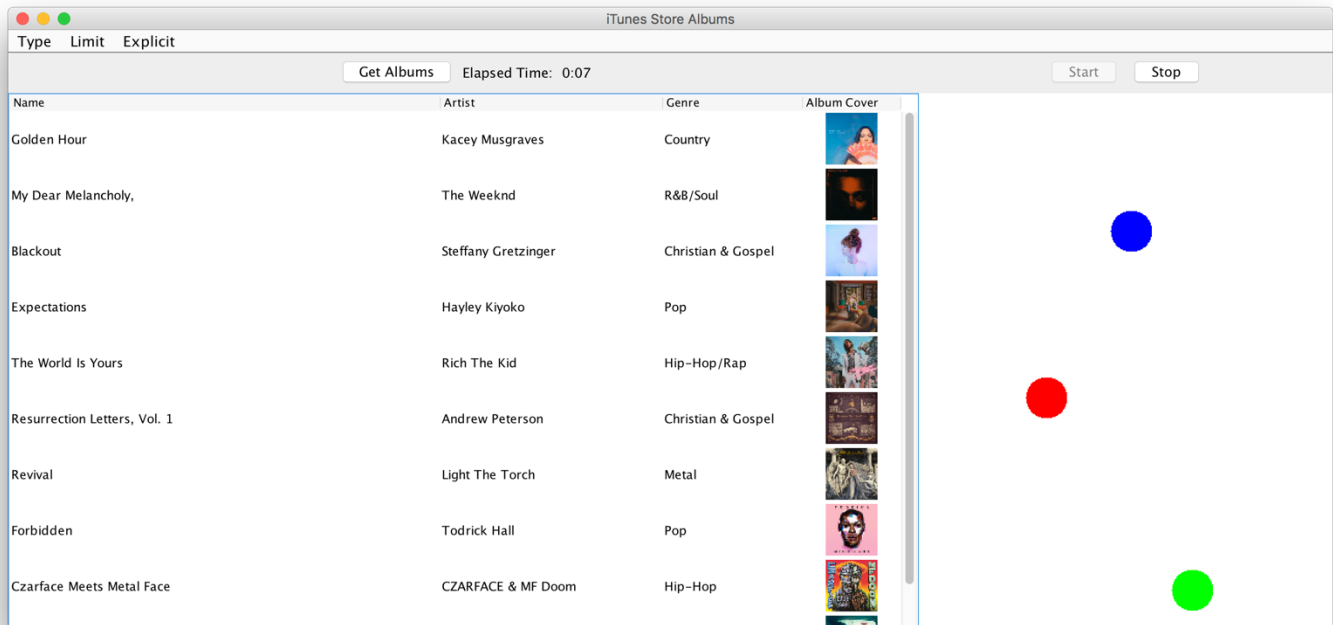 iTunes Store Albums
Type Limit Explicit
Get Albums Elapsed Time: 0:07 Start Stop
Name Artist Genre Album Cover
Golden Hour Kacey Musgraves Country
My Dear Melancholy, The Weeknd R&B/Soul
Blackout Steffany Gretzinger Christian & Gospel
Expectations Hayley Kiyoko Pop
The World Is Yours Rich The Kid Hip-Hop/Rap
Resurrection Letters, Vol. 1 Andrew Peterson Christian & Gospel
Revival Light The Torch Metal
Forbidden Todrick Hall Pop
Czarface Meets Metal Face CZARFACE & MF Doom Hip-Hop